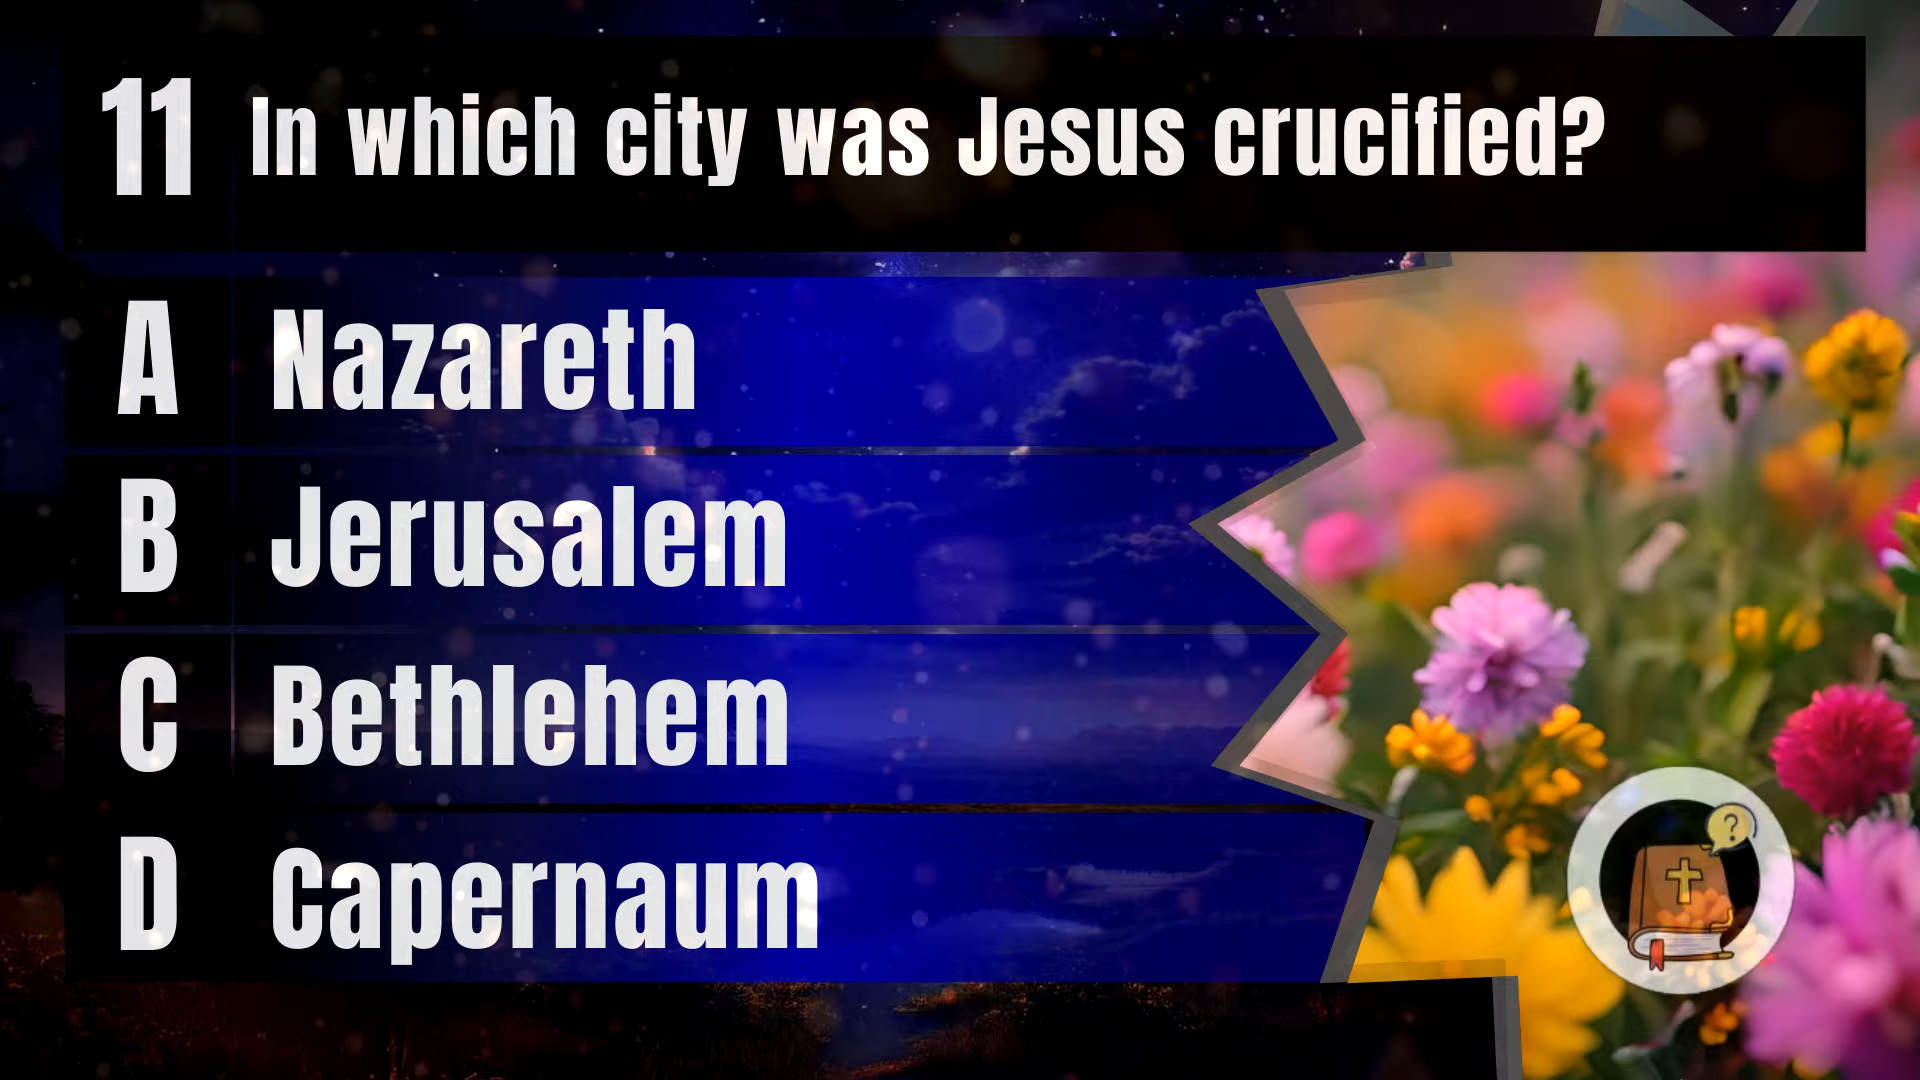 11 In which city was Jesus crucified?
A Nazareth
B Jerusalem
C Bethlehem
D Capernaum
?